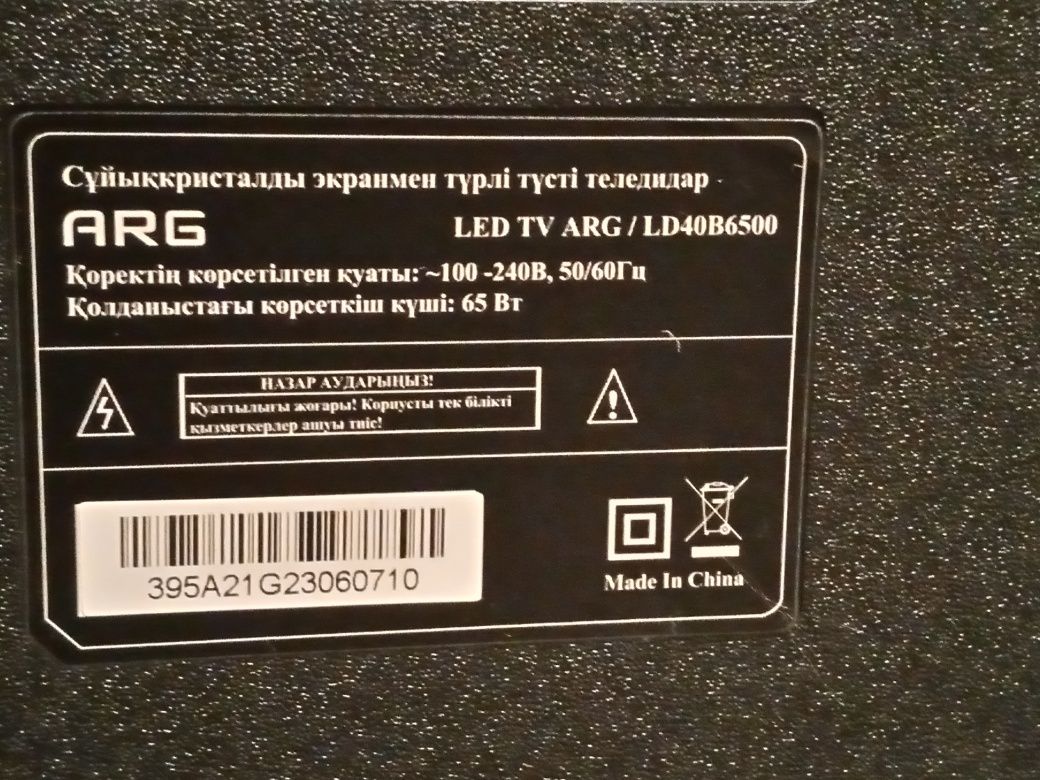 Сұйыққристалды экранмен түрлі түсті теледидар
ARG LED TV ARG / LD40B6500
Қоректің көрсетілген қуаты: ~100 -240В, 50/60Гц
Қолданыстағы көрсеткіш күші: 65 Вт
НАЗАР АУДАРЫҢЫЗ!
Қуаттылығы жоғары! Корпусты тек білікті
қызметкерлер ашуы тиіс!
395A21G23060710
Made In China